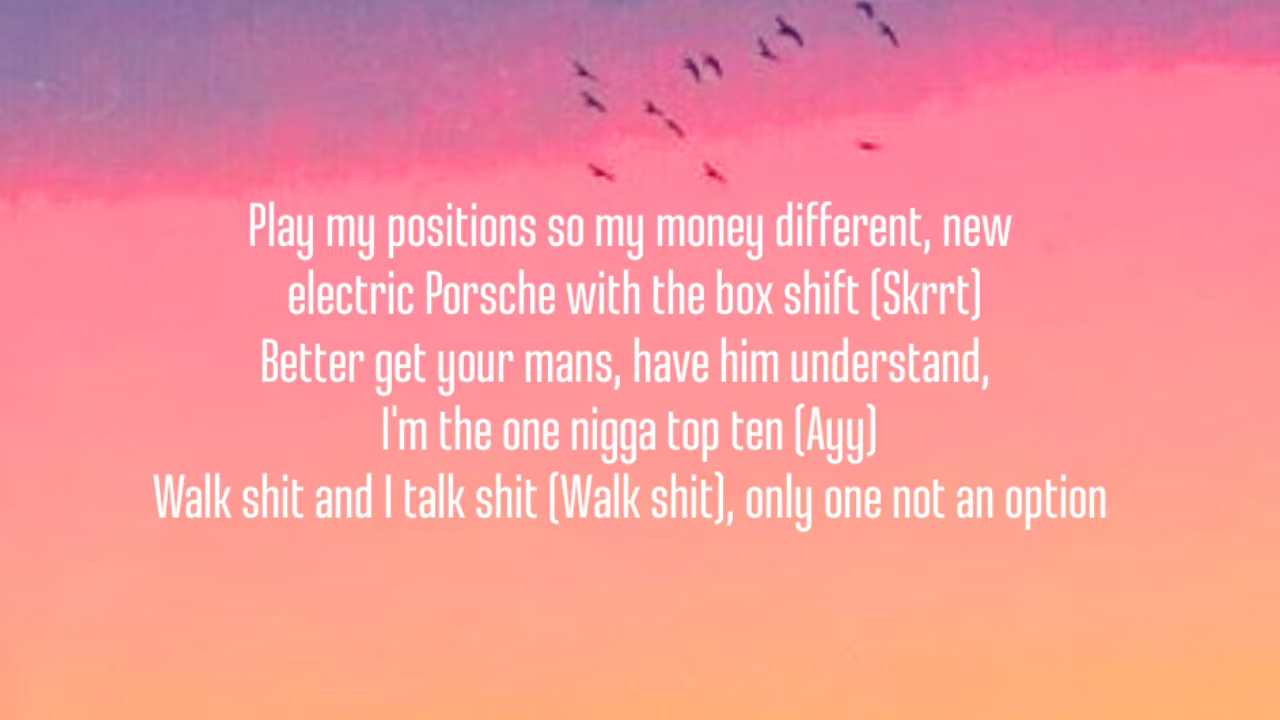 Play my positions so my money different, new
electric Porsche with the box shift (Skrrt)
Better get your mans, have him understand,
I'm the one nigga top ten (Ayy)
Walk shit and I talk shit (Walk shit), only one not an option